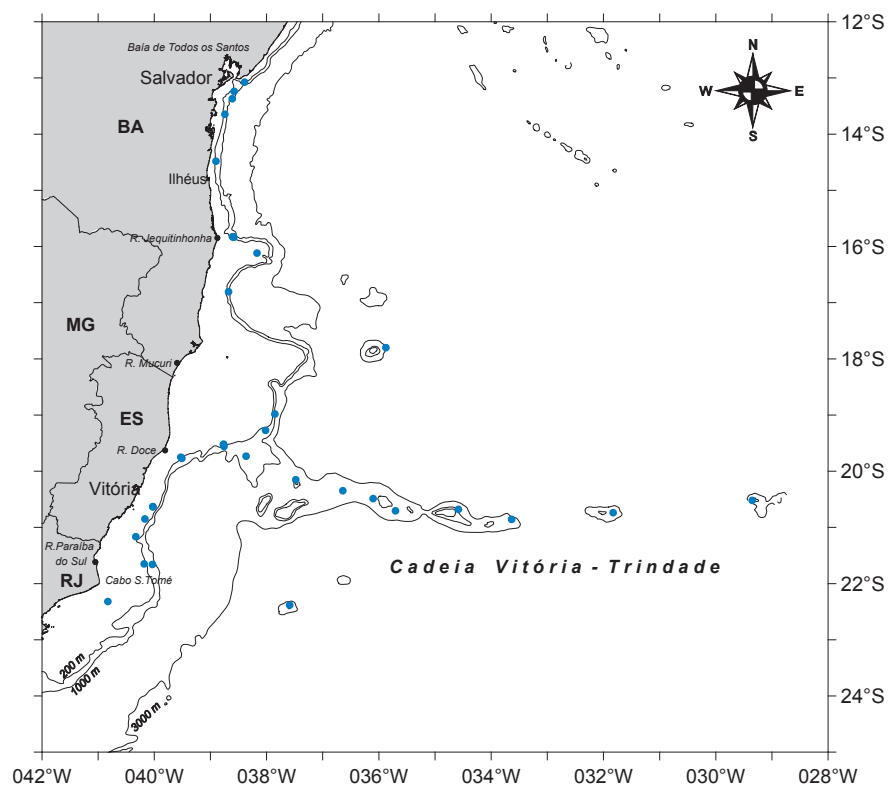 12°S
Baía de Todos os Santos
Salvador
N
W
E
S
BA
14°S
Ilhéus
R. Jequitinhonha
16°S
MG
R. Mucuri
18°S
ES
R. Doce
20°S
Vitória
R.Paraíba
do Sul
RJ
Cabo S.Tomé
Cadeia Vitória - Trindade
22°S
200 m
1000 m
3000 m
24°S
042°W 040°W 038°W 036°W 034°W 032°W 030°W 028°W